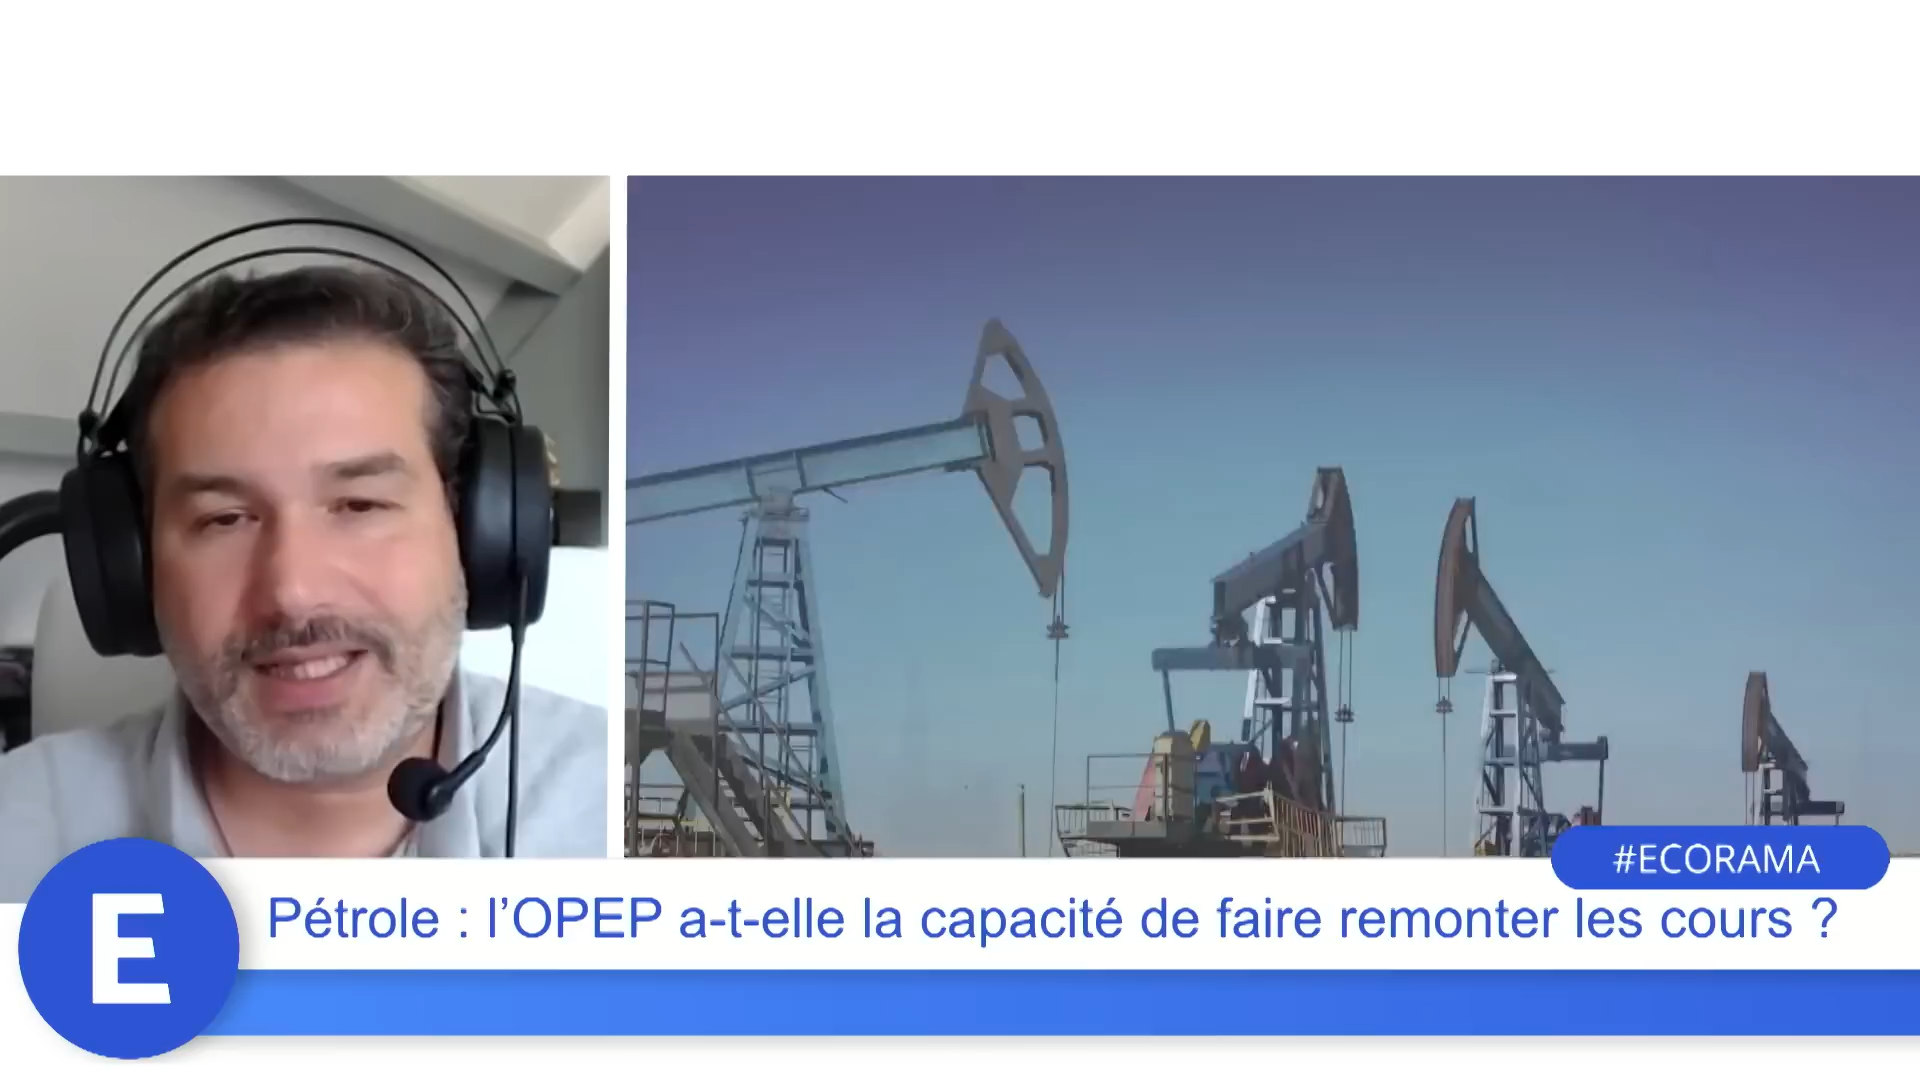 #ECORAMA
E
Pétrole : l’OPEP a-t-elle la capacité de faire remonter les cours ?